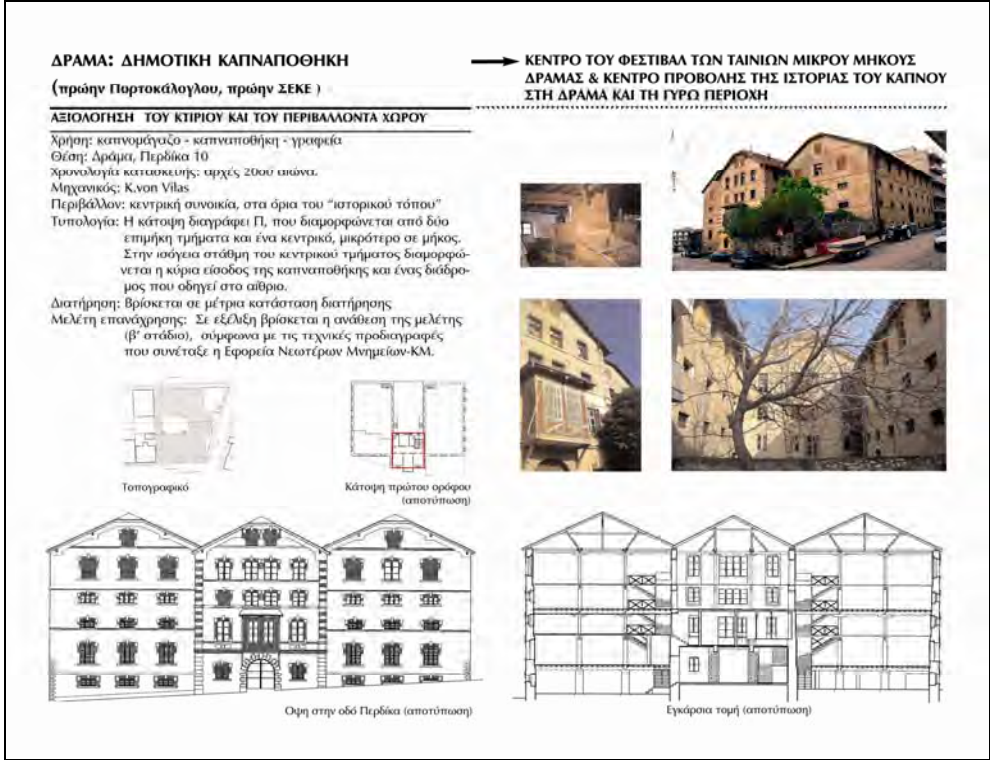 ΔΡΑΜΑ: ΔΗΜΟΤΙΚΗ ΚΑΠΝΑΠΟΘΗΚΗ
(πρώην Πορτοκάλογλου, πρώην ΣΕΚΕ )
ΑΞΙΟΛΟΓΗΣΗ ΤΟΥ ΚΤΙΡΙΟΥ ΚΑΙ ΤΟΥ ΠΕΡΙΒΑΛΛΟΝΤΑ ΧΩΡΟΥ
Χρήση: καπνομάγαζο - καπναποθήκη - γραφεία
Θέση: Δράμα, Περδίκα 10
Χρονολογία κατασκευής: αρχές 20ού αιώνα.
Μηχανικός: K.von Vilas
Περιβάλλον: κεντρική συνοικία, στα όρια του "ιστορικού τόπου"
Τυπολογία: Η κάτοψη διαγράφει Π, που διαμορφώνεται από δύο
επιμήκη τμήματα και ένα κεντρικό, μικρότερο σε μήκος.
Στην ισόγεια στάθμη του κεντρικού τμήματος διαμορφώ-
νεται η κύρια είσοδος της καπναποθήκης και ένας διάδρο-
μος που οδηγεί στο αίθριο.
Διατήρηση: Βρίσκεται σε μέτρια κατάσταση διατήρησης
Μελέτη επανάχρησης: Σε εξέλιξη βρίσκεται η ανάθεση της μελέτης
(β' στάδιο), σύμφωνα με τις τεχνικές προδιαγραφές
που συνέταξε η Εφορεία Νεωτέρων Μνημείων-ΚΜ.
Τοπογραφικό
Κάτοψη πρώτου ορόφου
(αποτύπωση)
Οψη στην οδό Περδίκα (αποτύπωση)
ΚΕΝΤΡΟ ΤΟΥ ΦΕΣΤΙΒΑΛ ΤΩΝ ΤΑΙΝΙΩΝ ΜΙΚΡΟΥ ΜΗΚΟΥΣ
ΔΡΑΜΑΣ & ΚΕΝΤΡΟ ΠΡΟΒΟΛΗΣ ΤΗΣ ΙΣΤΟΡΙΑΣ ΤΟΥ ΚΑΠΝΟΥ
ΣΤΗ ΔΡΑΜΑ ΚΑΙ ΤΗ ΓΥΡΩ ΠΕΡΙΟΧΗ
Εγκάρσια τομή (αποτύπωση)